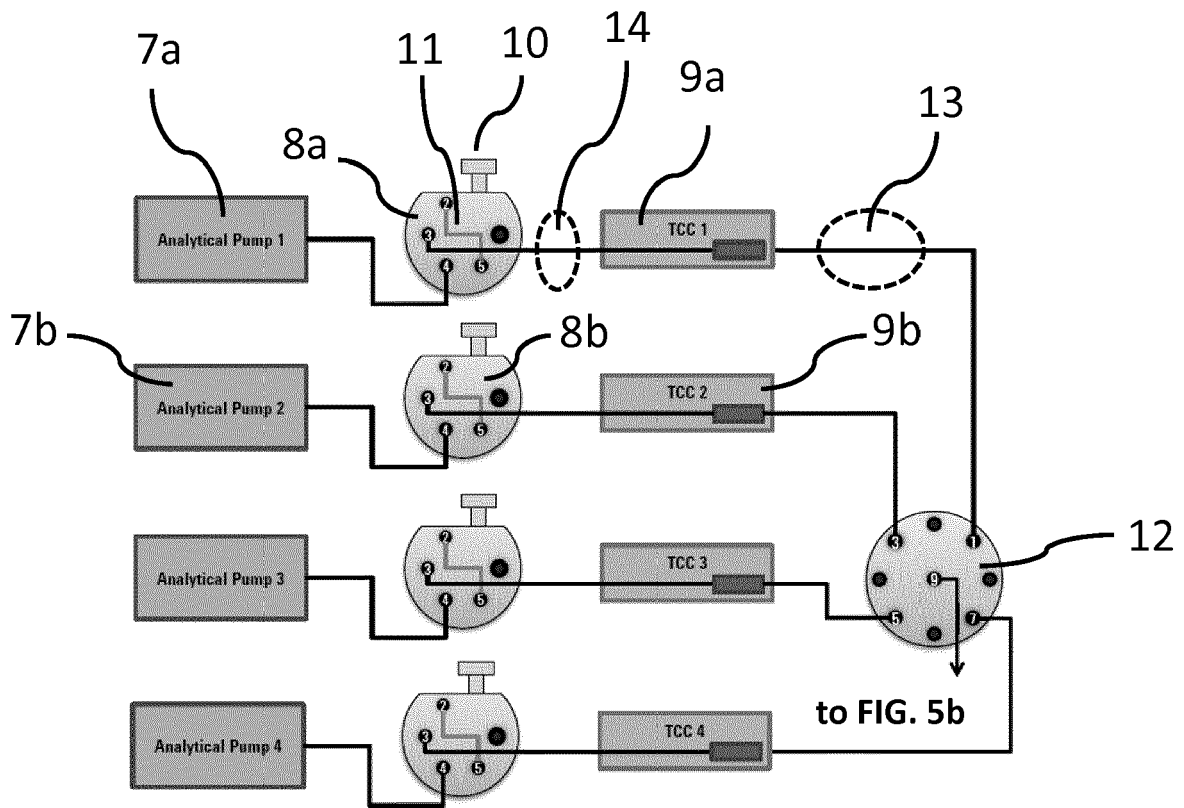 7a 11 10 14 9a 13
8a
Analytical Pump 1 2 3 4 5 TCC 1
7b 8b 9b
Analytical Pump 2 2 3 4 5 TCC 2
Analytical Pump 3 2 3 4 5 TCC 3
3 1 12
9
5 7
to FIG. 5b
Analytical Pump 4 2 3 4 5 TCC 4